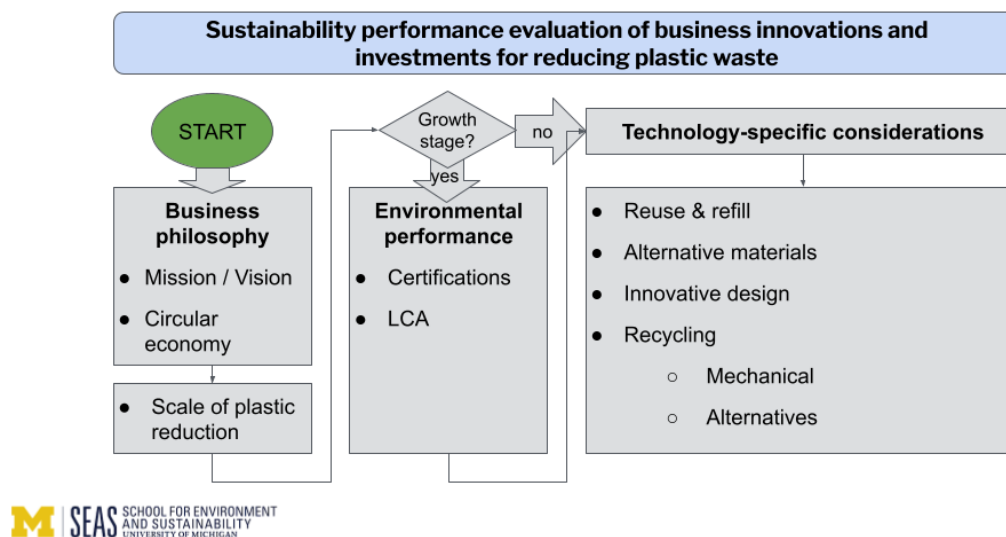 Sustainability performance evaluation of business innovations and
investments for reducing plastic waste
START
Business
philosophy
● Mission / Vision
● Circular
economy
● Scale of plastic
reduction
Growth
stage?
no
yes
Environmental
performance
● Certifications
● LCA
Technology-specific considerations
● Reuse & refill
● Alternative materials
● Innovative design
● Recycling
○ Mechanical
○ Alternatives
M SEAS SCHOOL FOR ENVIRONMENT
AND SUSTAINABILITY
UNIVERSITY OF MICHIGAN